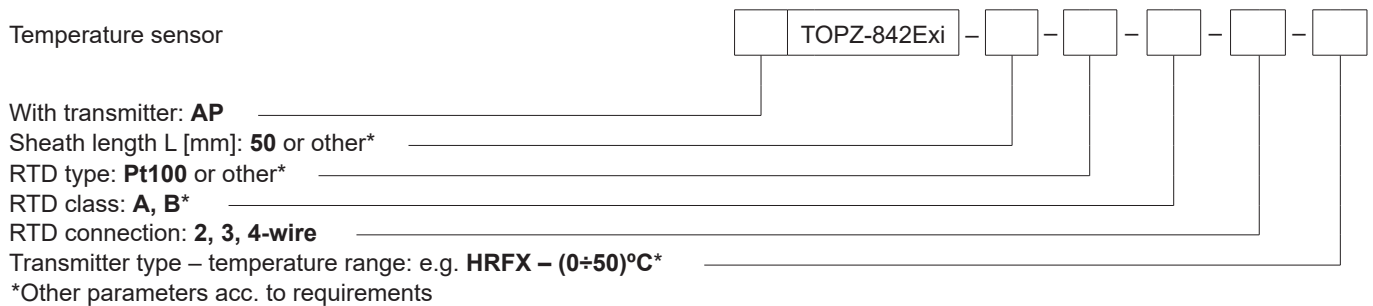 Temperature sensor TOPZ-842Exi – – – – –
With transmitter: AP
Sheath length L [mm]: 50 or other*
RTD type: Pt100 or other*
RTD class: A, B*
RTD connection: 2, 3, 4-wire
Transmitter type – temperature range: e.g. HRFX – (0÷50)ºC*
*Other parameters acc. to requirements